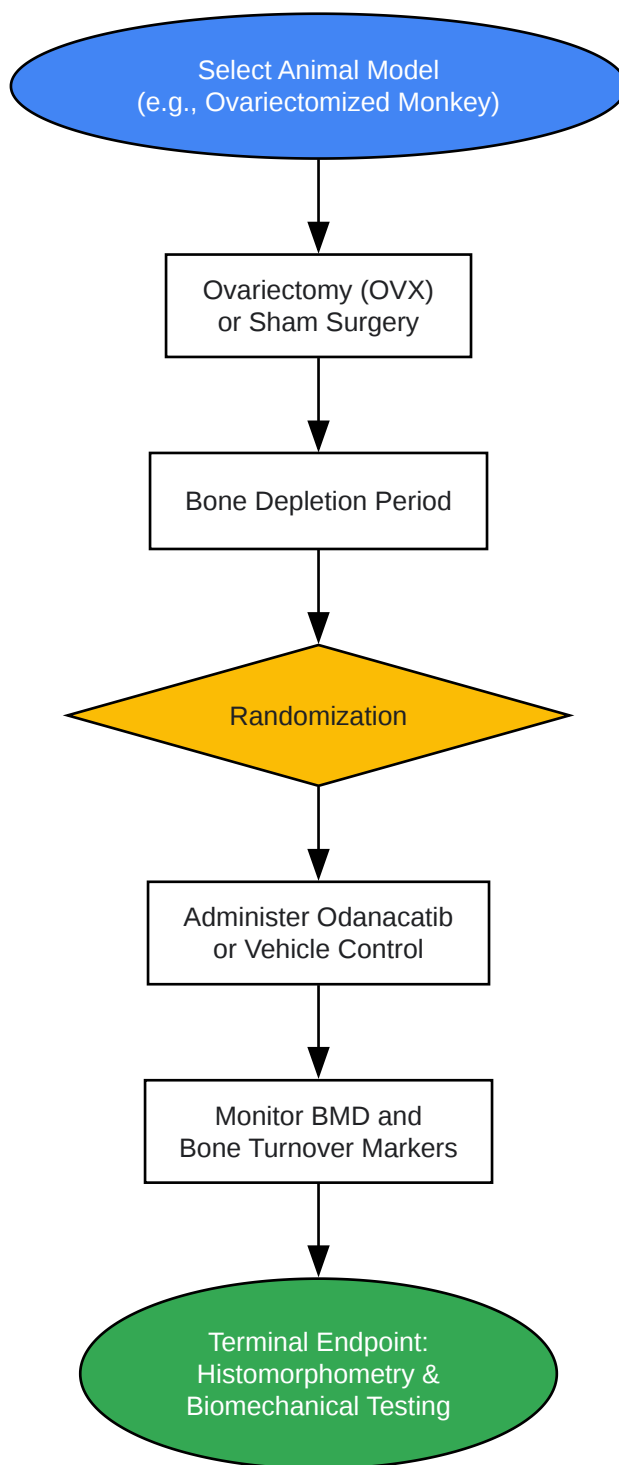 Select Animal Model
(e.g., Ovariectomized Monkey)
Ovariectomy (OVX)
or Sham Surgery
Bone Depletion Period
Randomization
Administer Odanacatib
or Vehicle Control
Monitor BMD and
Bone Turnover Markers
Terminal Endpoint:
Histomorphometry &
Biomechanical Testing